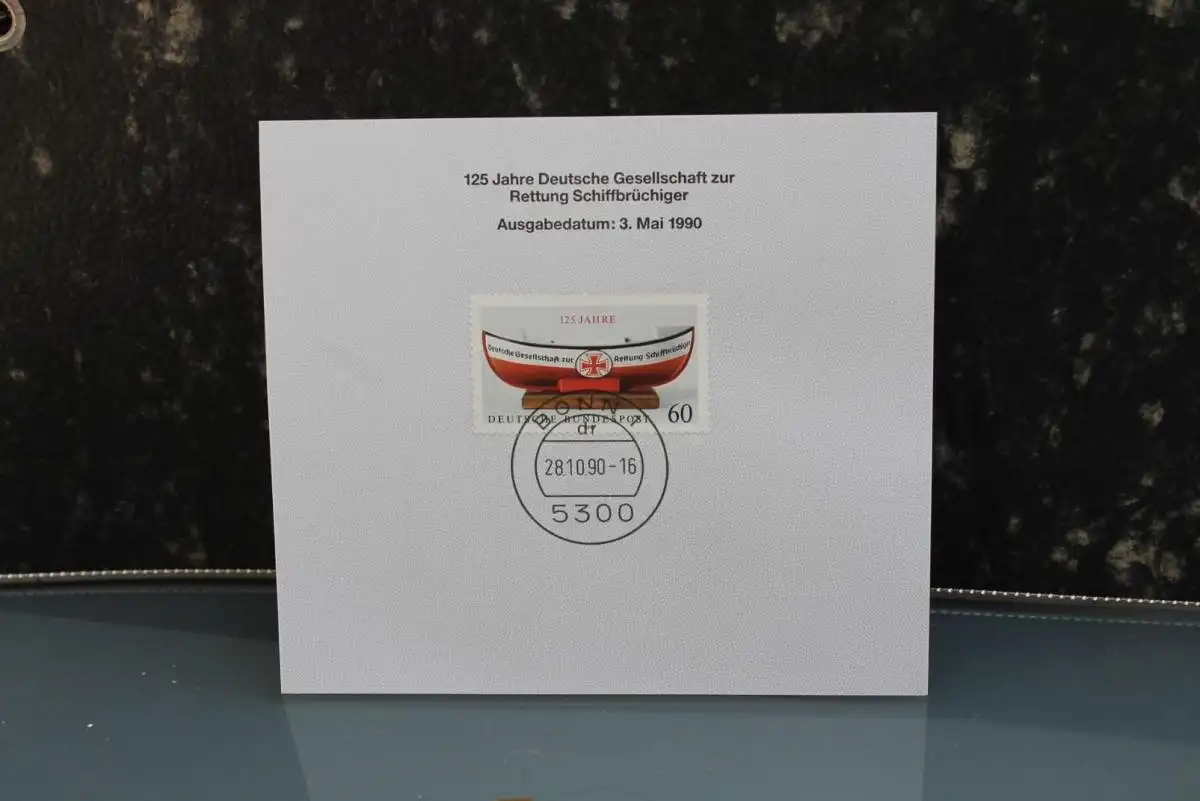 125 Jahre Deutsche Gesellschaft zur
Rettung Schiffbrüchiger
Ausgabedatum: 3. Mai 1990
125 JAHRE
Deutsche Gesellschaft zur Rettung Schiffbrüchiger
DEUTSCHE BUNDESPOST 60
BONN 1
dr
28.10.90-16
5300